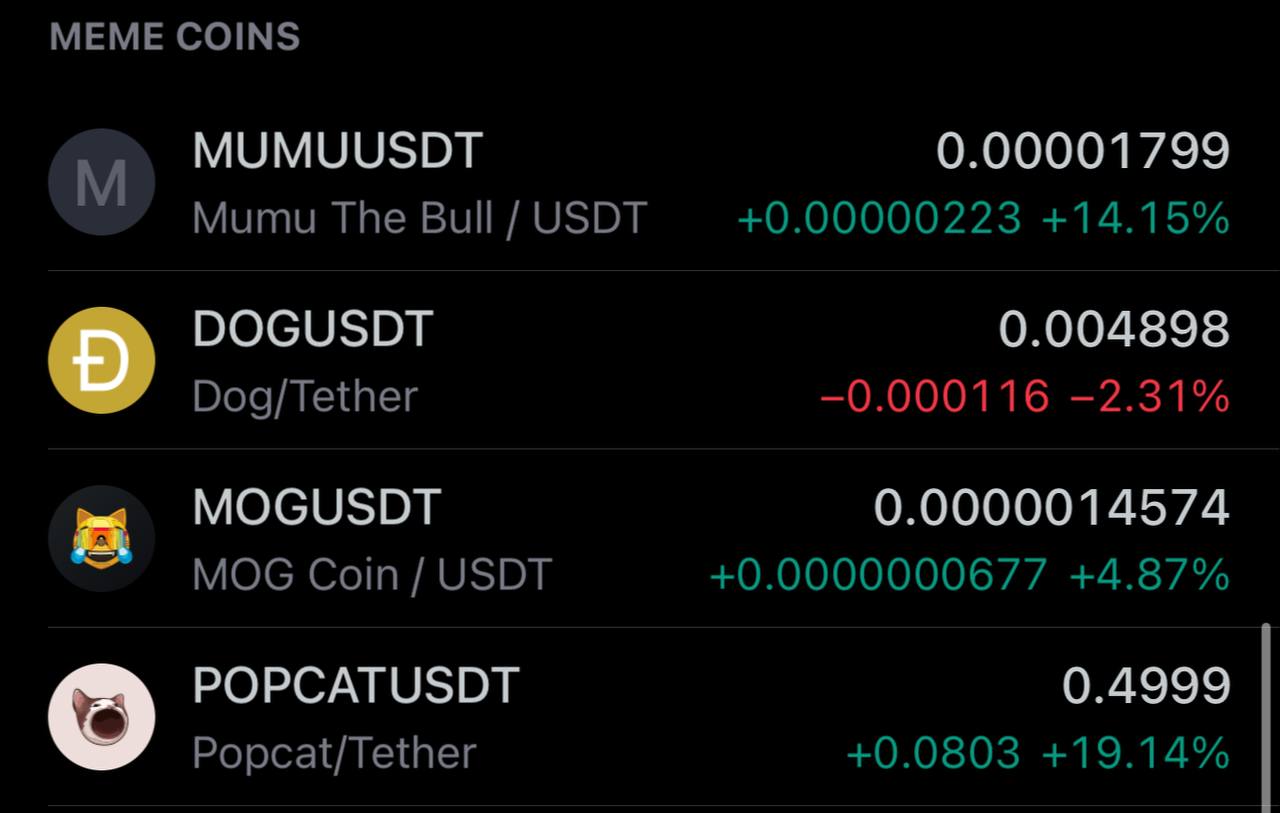 MEME COINS
M
MUMUUSDT 0.00001799
Mumu The Bull / USDT +0.00000223 +14.15%
DOGUSDT 0.004898
Dog/Tether −0.000116 −2.31%
MOGUSDT 0.0000014574
MOG Coin / USDT +0.0000000677 +4.87%
POPCATUSDT 0.4999
Popcat/Tether +0.0803 +19.14%